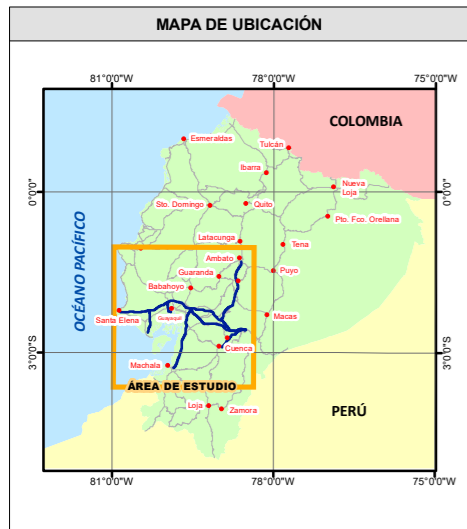 MAPA DE UBICACIÓN
81°0'0"W 78°0'0"W 75°0'0"W
COLOMBIA
Esmeraldas
Tulcán
Ibarra
Nueva
Loja
0°0'0"
0°0'0"
Sto. Domingo
Quito
Pto. Fco. Orellana
OCÉANO PACÍFICO
Latacunga
Tena
Ambato
Guaranda
Puyo
Babahoyo
Santa Elena
Guayaquil
Macas
3°0'0"S
3°0'0"S
Cuenca
Machala
ÁREA DE ESTUDIO
Loja
Zamora
PERÚ
81°0'0"W 78°0'0"W 75°0'0"W